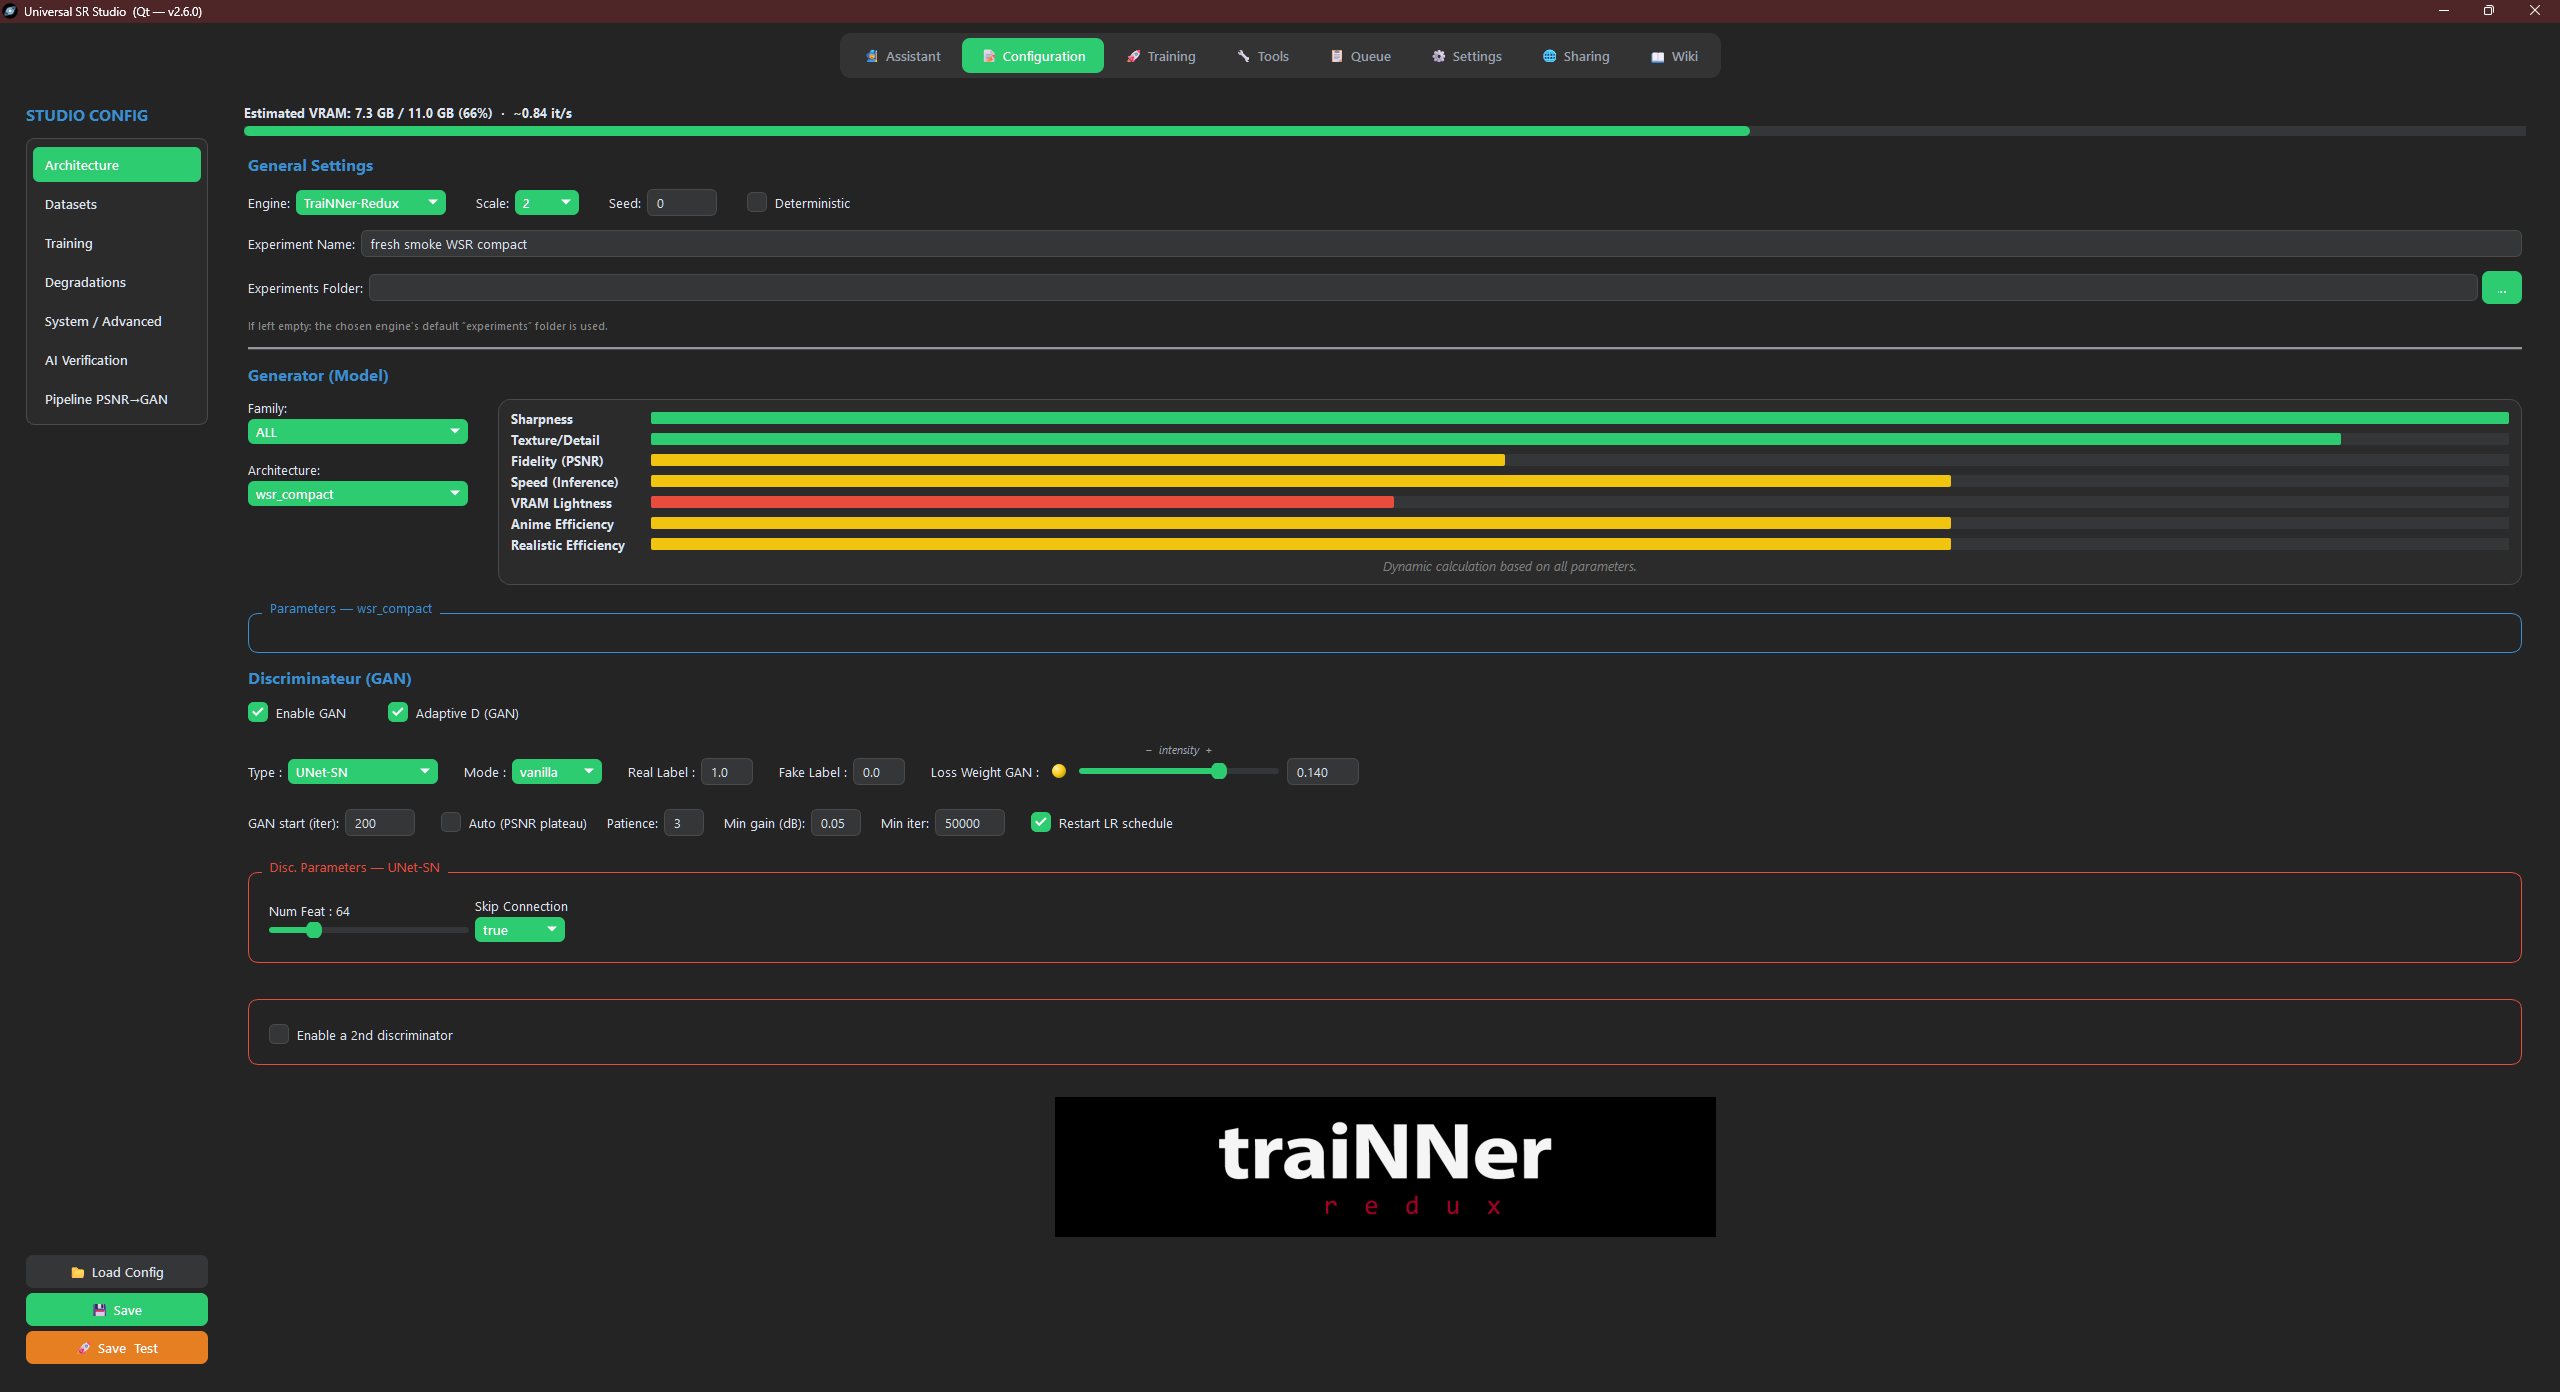 Universal SR Studio (Qt — v2.6.0)
Assistant
Configuration
Training
Tools
Queue
Settings
Sharing
Wiki
STUDIO CONFIG
Architecture
Datasets
Training
Degradations
System / Advanced
AI Verification
Pipeline PSNR→GAN
Estimated VRAM: 7.3 GB / 11.0 GB (66%) · ~0.84 it/s
General Settings
Engine: TraiNNer-Redux Scale: 2 Seed: 0 Deterministic
Experiment Name: fresh smoke WSR compact
Experiments Folder: ...
If left empty: the chosen engine's default "experiments" folder is used.
Generator (Model)
Family:
ALL
Architecture:
wsr_compact
Sharpness
Texture/Detail
Fidelity (PSNR)
Speed (Inference)
VRAM Lightness
Anime Efficiency
Realistic Efficiency
Dynamic calculation based on all parameters.
Parameters — wsr_compact
Discriminateur (GAN)
Enable GAN Adaptive D (GAN)
− intensity +
Type : UNet-SN Mode : vanilla Real Label : 1.0 Fake Label : 0.0 Loss Weight GAN : 0.140
GAN start (iter): 200 Auto (PSNR plateau) Patience: 3 Min gain (dB): 0.05 Min iter: 50000 Restart LR schedule
Disc. Parameters — UNet-SN
Num Feat : 64
Skip Connection
true
Enable a 2nd discriminator
traiNNer
redux
Load Config
Save
Save Test